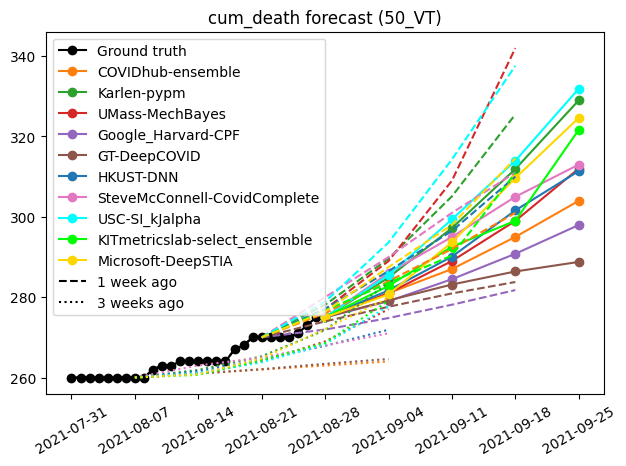 cum_death forecast (50_VT)
340
320
300
280
260
Ground truth
COVIDhub-ensemble
Karlen-pypm
UMass-MechBayes
Google_Harvard-CPF
GT-DeepCOVID
HKUST-DNN
SteveMcConnell-CovidComplete
USC-SI_kJalpha
KITmetricslab-select_ensemble
Microsoft-DeepSTIA
1 week ago
3 weeks ago
2021-07-31
2021-08-07
2021-08-14
2021-08-21
2021-08-28
2021-09-04
2021-09-11
2021-09-18
2021-09-25